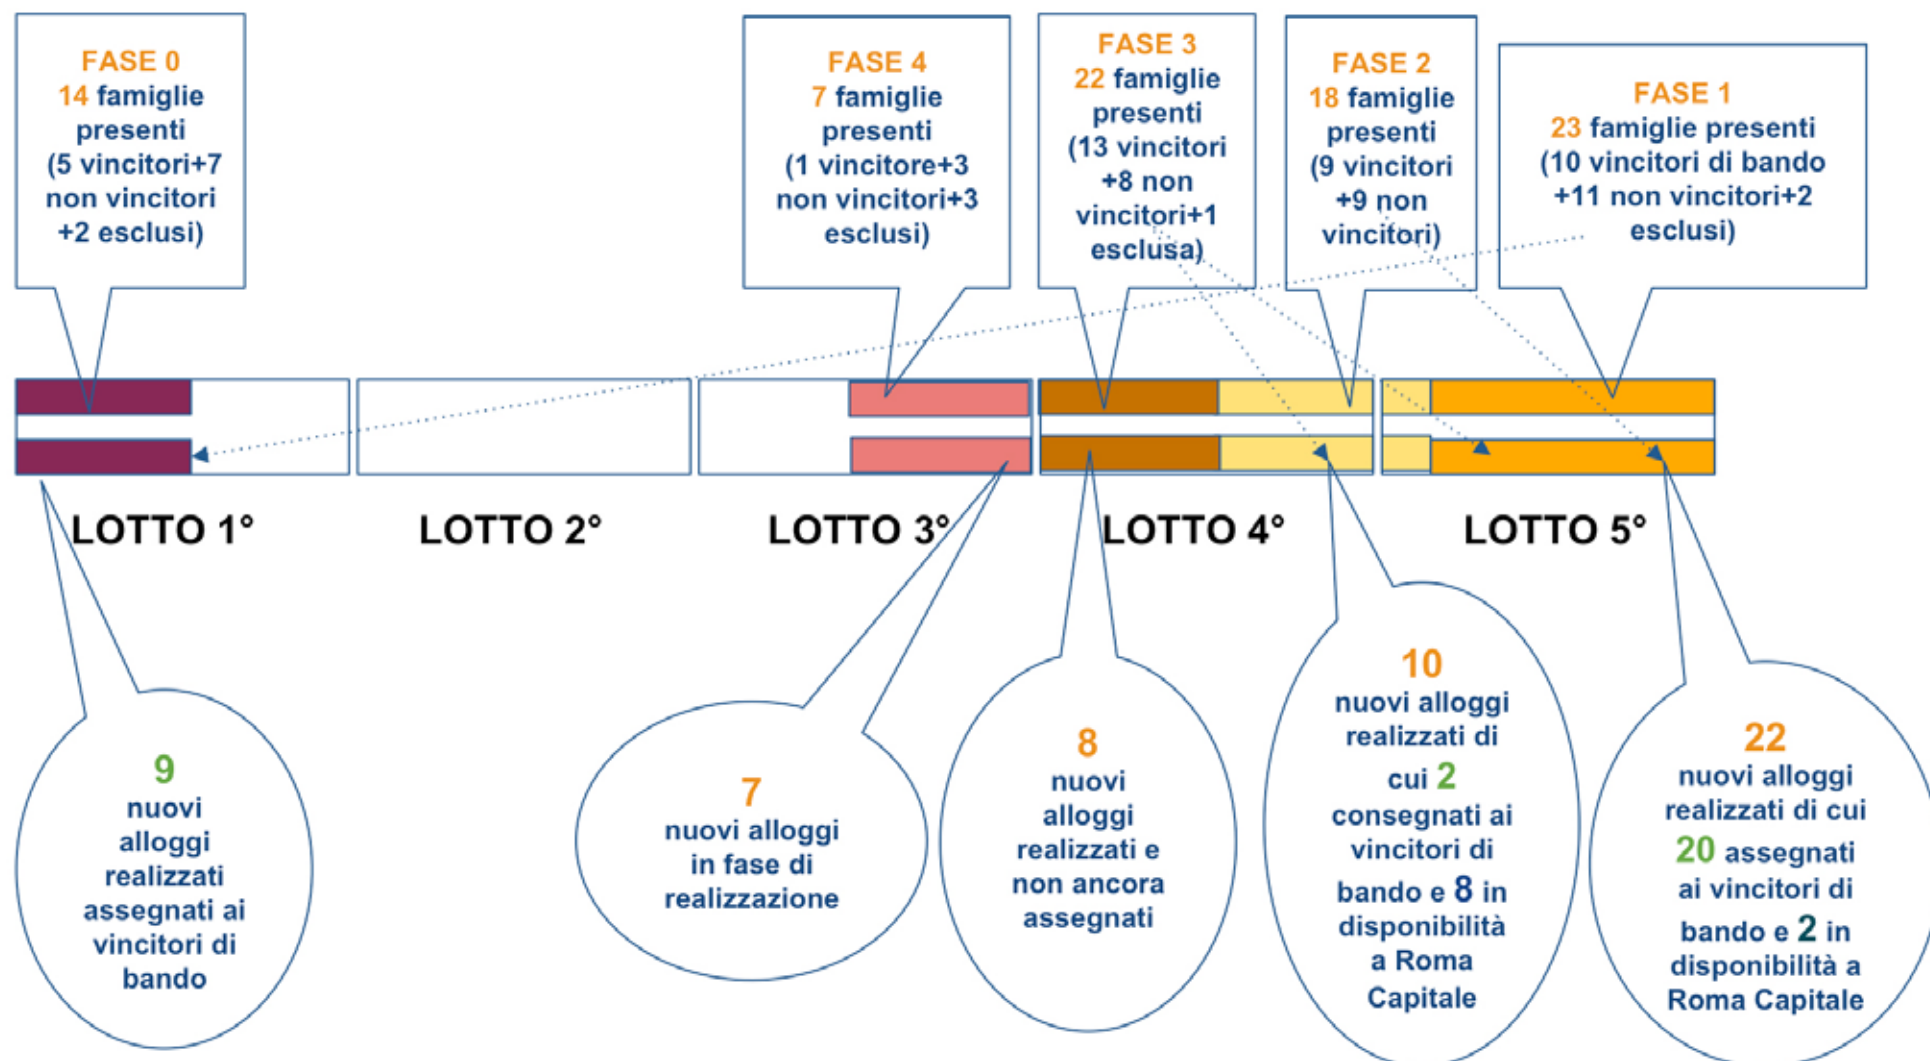 FASE 0
14 famiglie
presenti
(5 vincitori+7
non vincitori
+2 esclusi)
FASE 4
7 famiglie
presenti
(1 vincitore+3
non vincitori+3
esclusi)
FASE 3
22 famiglie
presenti
(13 vincitori
+8 non
vincitori+1
esclusa)
FASE 2
18 famiglie
presenti
(9 vincitori
+9 non
vincitori)
FASE 1
23 famiglie presenti
(10 vincitori di bando
+11 non vincitori+2
esclusi)
LOTTO 1°
LOTTO 2°
LOTTO 3°
LOTTO 4°
LOTTO 5°
9
nuovi
alloggi
realizzati
assegnati ai
vincitori di
bando
7
nuovi alloggi
in fase di
realizzazione
8
nuovi
alloggi
realizzati e
non ancora
assegnati
10
nuovi alloggi
realizzati di
cui 2
consegnati ai
vincitori di
bando e 8 in
disponibilità
a Roma
Capitale
22
nuovi alloggi
realizzati di cui
20 assegnati
ai vincitori di
bando e 2 in
disponibilità a
Roma Capitale